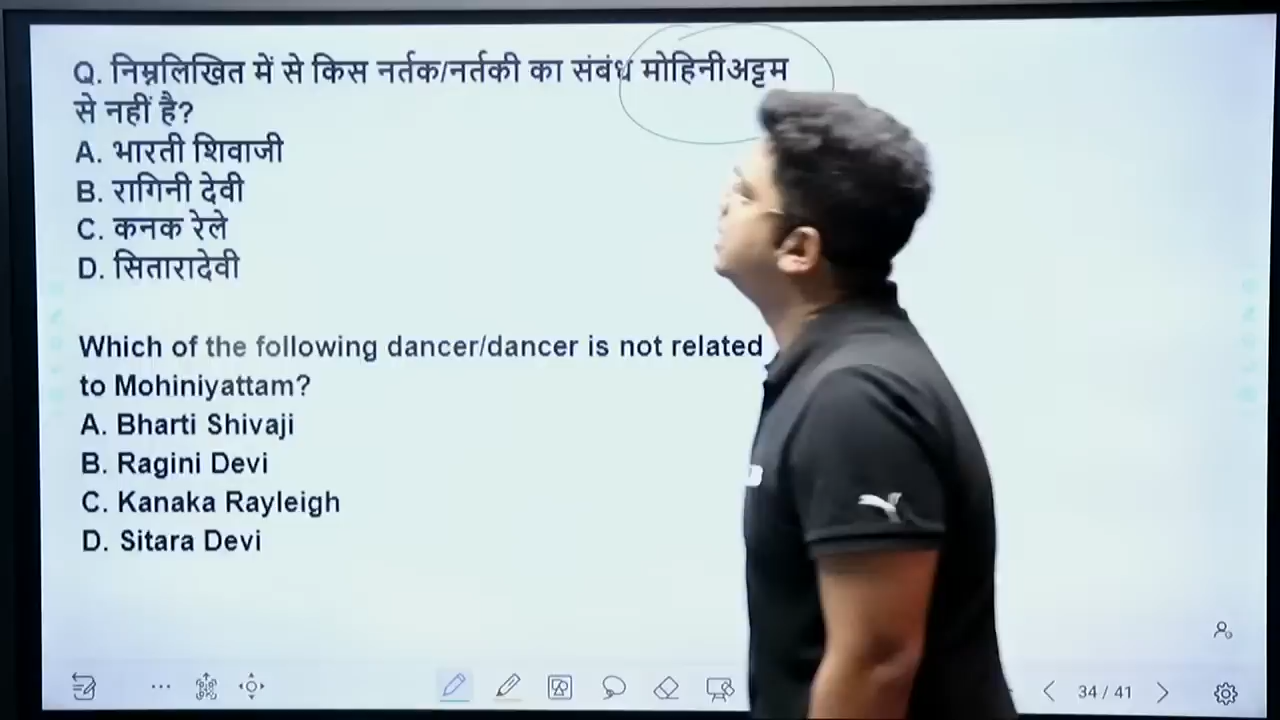 Q. निम्नलिखित में से किस नर्तक/नर्तकी का संबंध मोहिनीअट्टम
से नहीं है?
A. भारती शिवाजी
B. रागिनी देवी
C. कनक रेले
D. सितारादेवी
Which of the following dancer/dancer is not related
to Mohiniyattam?
A. Bharti Shivaji
B. Ragini Devi
C. Kanaka Rayleigh
D. Sitara Devi
34 / 41